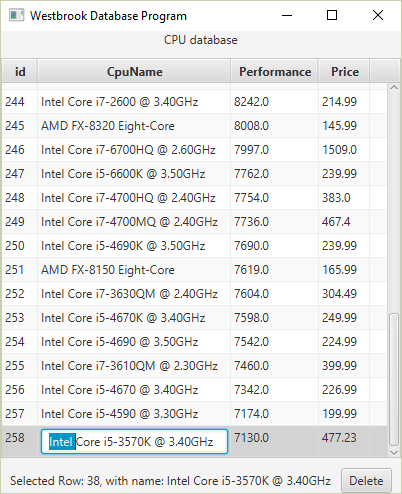 Westbrook Database Program
CPU database
id CpuName Performance Price
244 Intel Core i7-2600 @ 3.40GHz 8242.0 214.99
245 AMD FX-8320 Eight-Core 8008.0 145.99
246 Intel Core i7-6700HQ @ 2.60GHz 7997.0 1509.0
247 Intel Core i5-6600K @ 3.50GHz 7762.0 239.99
248 Intel Core i7-4700HQ @ 2.40GHz 7754.0 383.0
249 Intel Core i7-4700MQ @ 2.40GHz 7736.0 467.4
250 Intel Core i5-4690K @ 3.50GHz 7690.0 239.99
251 AMD FX-8150 Eight-Core 7619.0 165.99
252 Intel Core i7-3630QM @ 2.40GHz 7604.0 304.49
253 Intel Core i5-4670K @ 3.40GHz 7598.0 249.99
254 Intel Core i5-4690 @ 3.50GHz 7542.0 224.99
255 Intel Core i7-3610QM @ 2.30GHz 7460.0 399.99
256 Intel Core i5-4670 @ 3.40GHz 7342.0 226.99
257 Intel Core i5-4590 @ 3.30GHz 7174.0 199.99
258 Intel Core i5-3570K @ 3.40GHz 7130.0 477.23
Selected Row: 38, with name: Intel Core i5-3570K @ 3.40GHz Delete